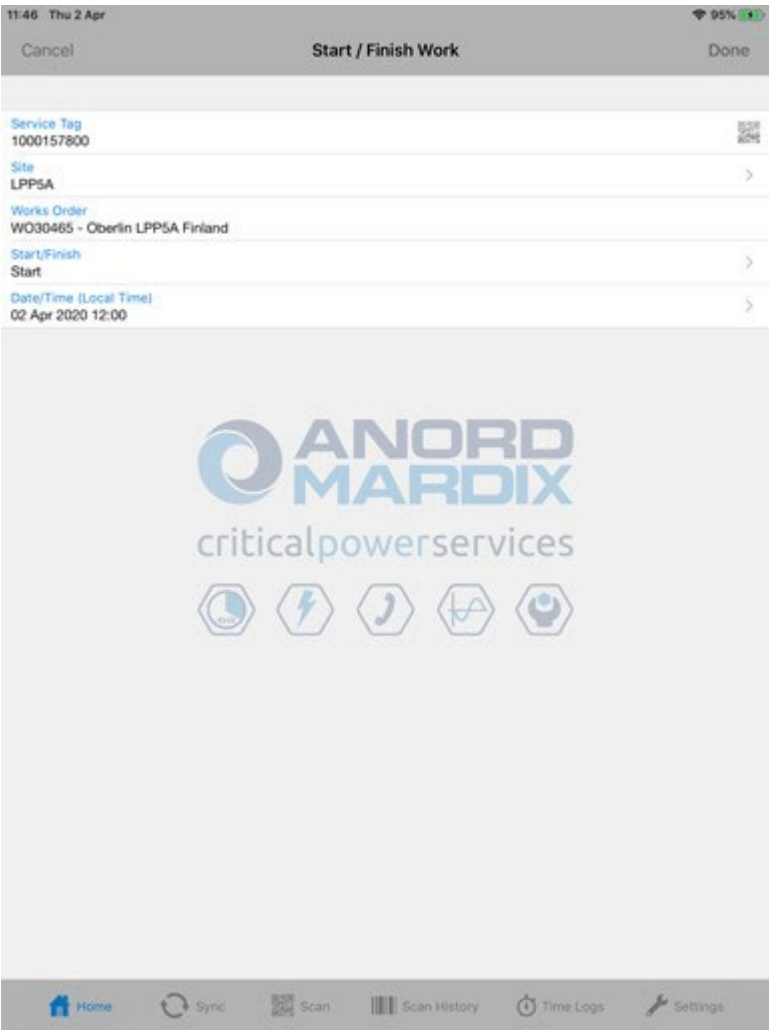 11:46 Thu 2 Apr 95%
Cancel Start / Finish Work Done
Service Tag
1000157800
Site
LPP5A
Works Order
WO30465 - Oberlin LPP5A Finland
Start/Finish
Start
Date/Time (Local Time)
02 Apr 2020 12:00
ANORD
MARDIX
criticalpowerservices
Home Sync Scan Scan History Time Logs Settings